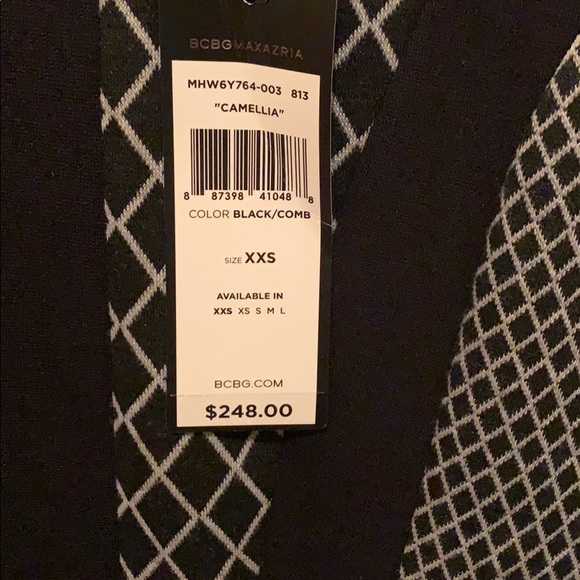 BCBGMAXAZRIA
MHW6Y764-003 813
"CAMELLIA"
8 87398 41048 8
COLOR BLACK/COMB
SIZE XXS
AVAILABLE IN
XXS XS S M L
BCBG.COM
$248.00